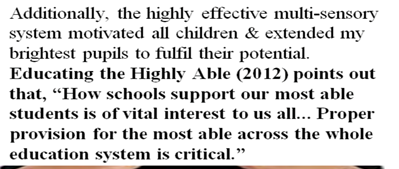 Additionally, the highly effective multi-sensory
system motivated all children & extended my
brightest pupils to fulfil their potential.
Educating the Highly Able (2012) points out
that, “How schools support our most able
students is of vital interest to us all... Proper
provision for the most able across the whole
education system is critical.”